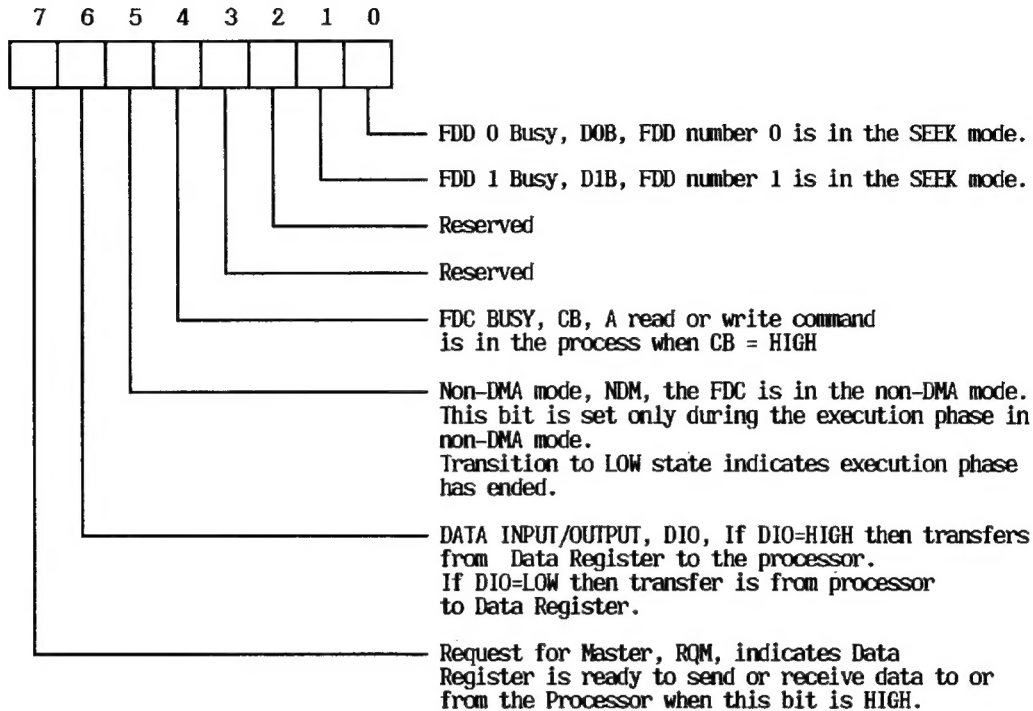 7 6 5 4 3 2 1 0
FDD 0 Busy, D0B, FDD number 0 is in the SEEK mode.
FDD 1 Busy, D1B, FDD number 1 is in the SEEK mode.
Reserved
Reserved
FDC BUSY, CB, A read or write command
is in the process when CB = HIGH
Non-DMA mode, NDM, the FDC is in the non-DMA mode.
This bit is set only during the execution phase in
non-DMA mode.
Transition to LOW state indicates execution phase
has ended.
DATA INPUT/OUTPUT, DIO, If DIO=HIGH then transfers
from Data Register to the processor.
If DIO=LOW then transfer is from processor
to Data Register.
Request for Master, RQM, indicates Data
Register is ready to send or receive data to or
from the Processor when this bit is HIGH.